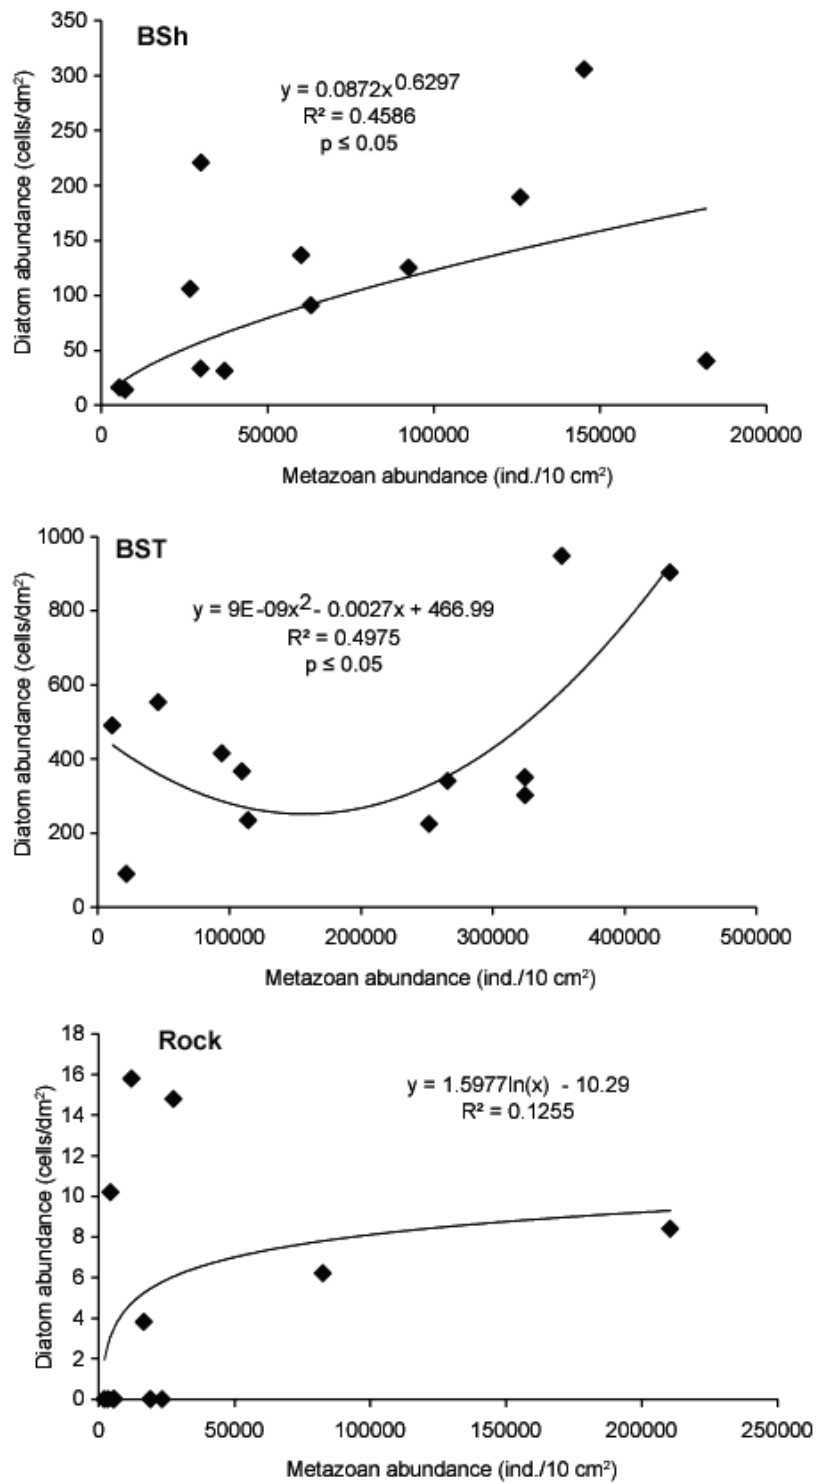 BSh
y = 0.0872x^0.6297
R² = 0.4586
p ≤ 0.05
350
300
250
200
150
100
50
0
Diatom abundance (cells/dm²)
0 50000 100000 150000 200000
Metazoan abundance (ind./10 cm²)
BST
y = 9E-09x² - 0.0027x + 466.99
R² = 0.4975
p ≤ 0.05
1000
800
600
400
200
0
Diatom abundance (cells/dm²)
0 100000 200000 300000 400000 500000
Metazoan abundance (ind./10 cm²)
Rock
y = 1.5977ln(x) - 10.29
R² = 0.1255
18
16
14
12
10
8
6
4
2
0
Diatom abundance (cells/dm²)
0 50000 100000 150000 200000 250000
Metazoan abundance (ind./10 cm²)